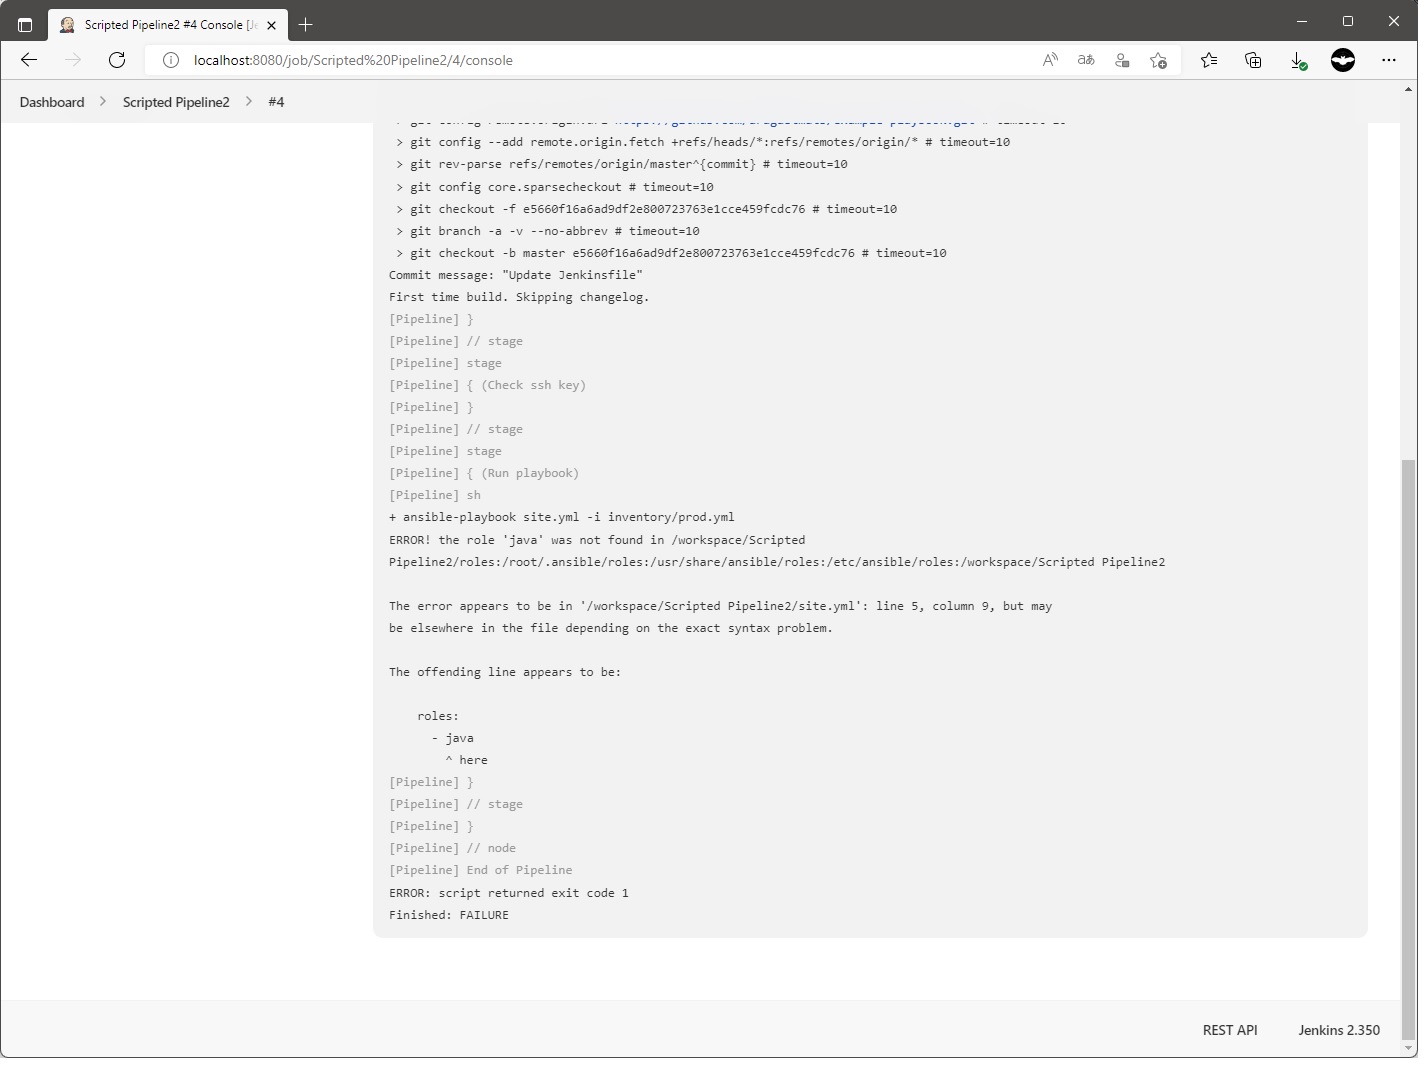 Scripted Pipeline2 #4 Console [Je
localhost:8080/job/Scripted%20Pipeline2/4/console
Dashboard > Scripted Pipeline2 > #4
> git config --add remote.origin.fetch +refs/heads/*:refs/remotes/origin/* # timeout=10
> git rev-parse refs/remotes/origin/master^{commit} # timeout=10
> git config core.sparsecheckout # timeout=10
> git checkout -f e5660f16a6ad9df2e800723763e1cce459fcdc76 # timeout=10
> git branch -a -v --no-abbrev # timeout=10
> git checkout -b master e5660f16a6ad9df2e800723763e1cce459fcdc76 # timeout=10
Commit message: "Update Jenkinsfile"
First time build. Skipping changelog.
[Pipeline] }
[Pipeline] // stage
[Pipeline] stage
[Pipeline] { (Check ssh key)
[Pipeline] }
[Pipeline] // stage
[Pipeline] stage
[Pipeline] { (Run playbook)
[Pipeline] sh
+ ansible-playbook site.yml -i inventory/prod.yml
ERROR! the role 'java' was not found in /workspace/Scripted
Pipeline2/roles:/root/.ansible/roles:/usr/share/ansible/roles:/etc/ansible/roles:/workspace/Scripted Pipeline2
The error appears to be in '/workspace/Scripted Pipeline2/site.yml': line 5, column 9, but may
be elsewhere in the file depending on the exact syntax problem.
The offending line appears to be:
roles:
- java
^ here
[Pipeline] }
[Pipeline] // stage
[Pipeline] }
[Pipeline] // node
[Pipeline] End of Pipeline
ERROR: script returned exit code 1
Finished: FAILURE
REST API Jenkins 2.350